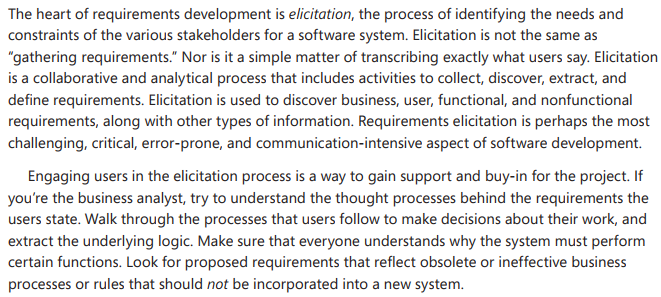 The heart of requirements development is elicitation, the process of identifying the needs and
constraints of the various stakeholders for a software system. Elicitation is not the same as
“gathering requirements.” Nor is it a simple matter of transcribing exactly what users say. Elicitation
is a collaborative and analytical process that includes activities to collect, discover, extract, and
define requirements. Elicitation is used to discover business, user, functional, and nonfunctional
requirements, along with other types of information. Requirements elicitation is perhaps the most
challenging, critical, error-prone, and communication-intensive aspect of software development.
Engaging users in the elicitation process is a way to gain support and buy-in for the project. If
you’re the business analyst, try to understand the thought processes behind the requirements the
users state. Walk through the processes that users follow to make decisions about their work, and
extract the underlying logic. Make sure that everyone understands why the system must perform
certain functions. Look for proposed requirements that reflect obsolete or ineffective business
processes or rules that should not be incorporated into a new system.